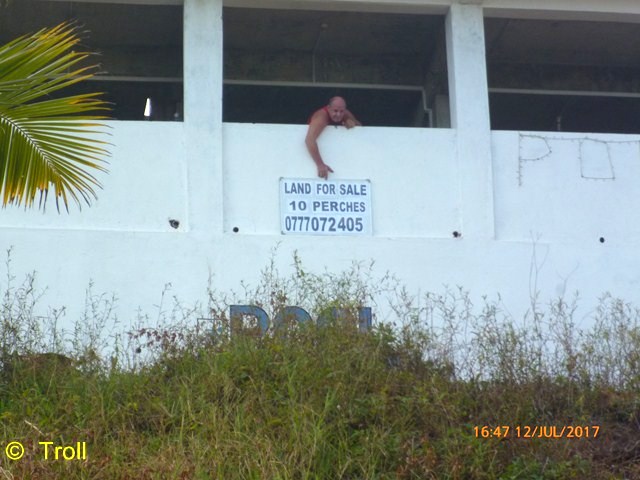 LAND FOR SALE
10 PERCHES
0777072405
16:47 12/JUL/2017
© Troll